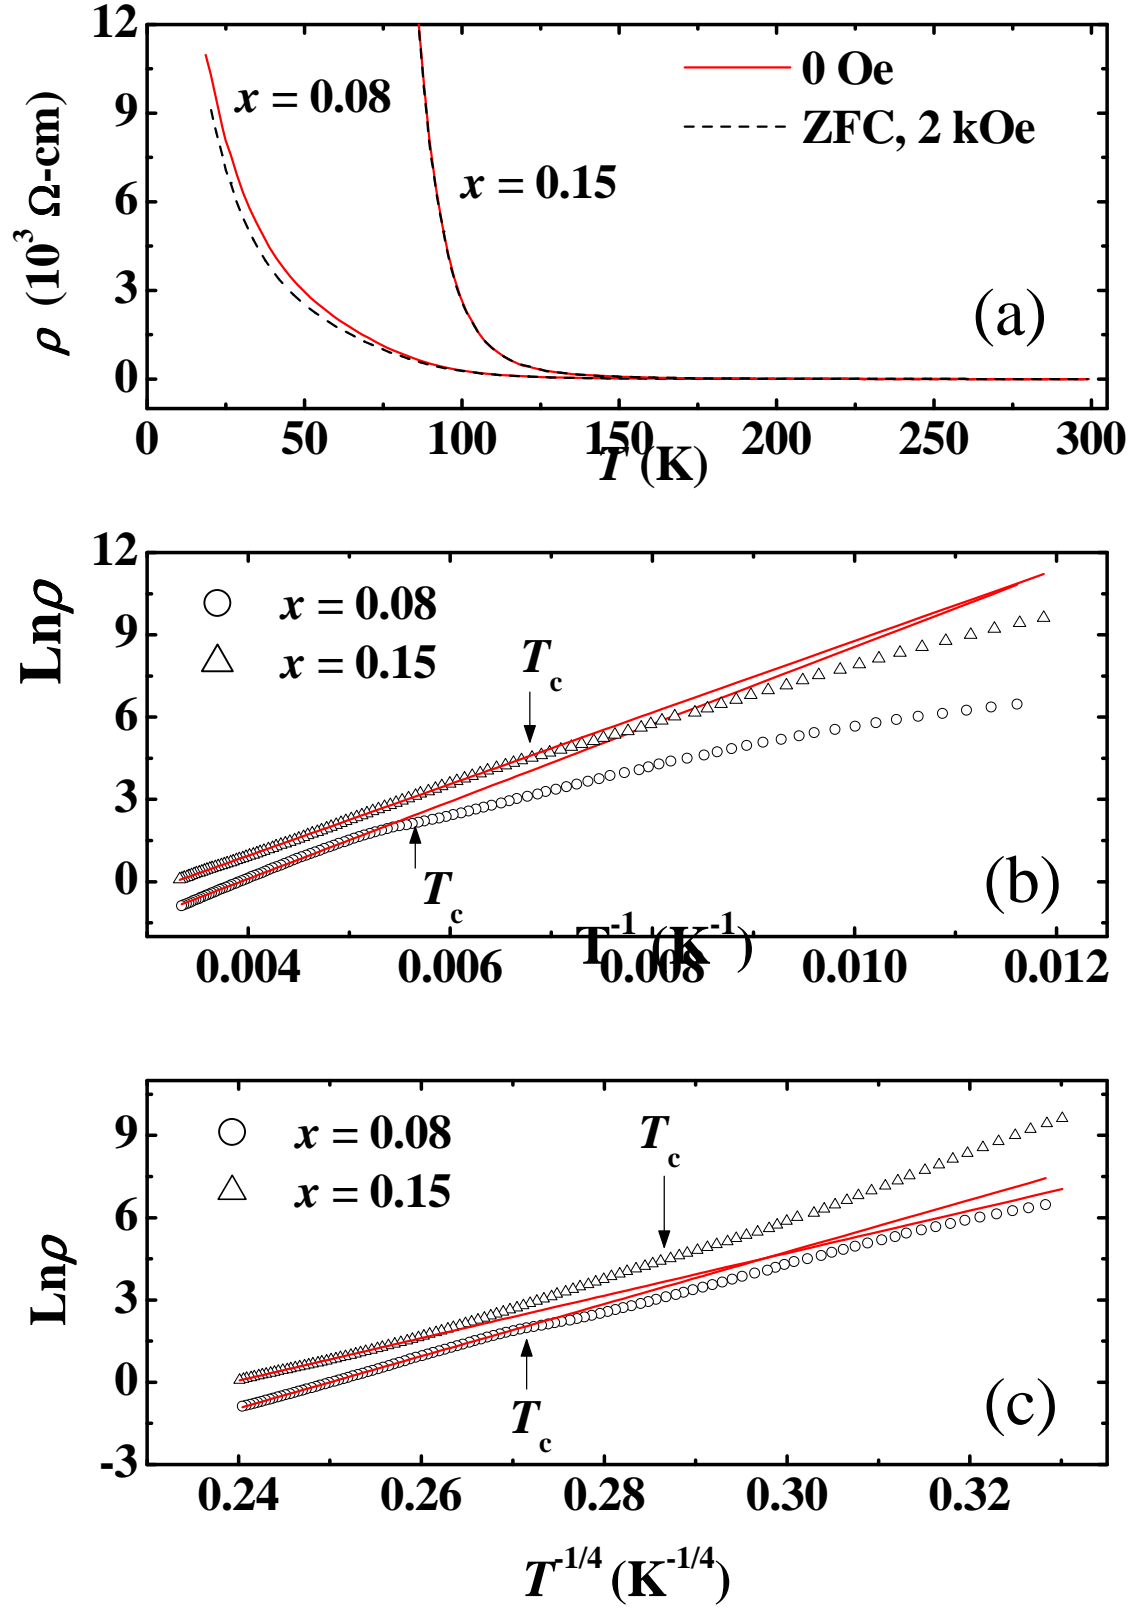 12
9
6
3
0
ρ (10³ Ω-cm)
x = 0.08
x = 0.15
0 Oe
ZFC, 2 kOe
(a)
0 50 100 150 200 250 300
T (K)
12
9
6
3
0
Lnρ
x = 0.08
x = 0.15
Tc
Tc
(b)
T⁻¹ (K⁻¹)
0.004 0.006 0.008 0.010 0.012
9
6
3
0
-3
Lnρ
x = 0.08
x = 0.15
Tc
Tc
(c)
0.24 0.26 0.28 0.30 0.32
T⁻¹/⁴ (K⁻¹/⁴)